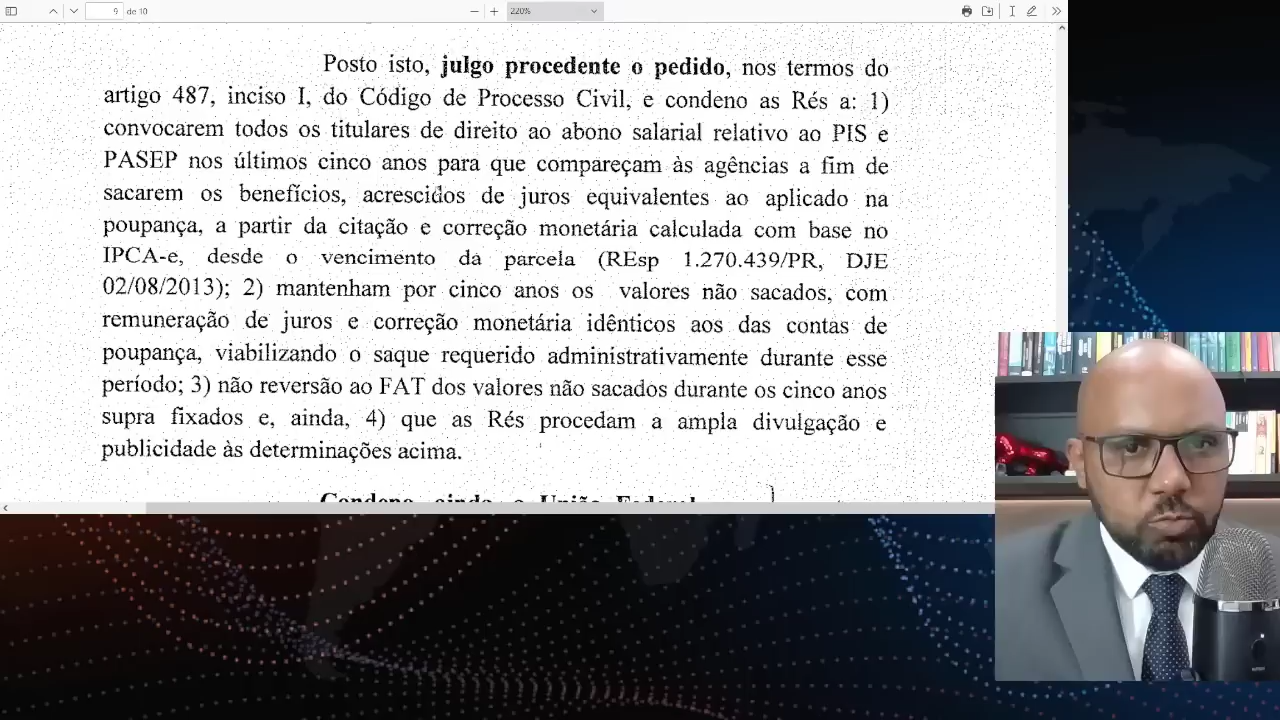 9 de 10
220%
Posto isto, julgo procedente o pedido, nos termos do
artigo 487, inciso I, do Código de Processo Civil, e condeno as Rés a: 1)
convocarem todos os titulares de direito ao abono salarial relativo ao PIS e
PASEP nos últimos cinco anos para que compareçam às agências a fim de
sacarem os benefícios, acrescidos de juros equivalentes ao aplicado na
poupança, a partir da citação e correção monetária calculada com base no
IPCA-e, desde o vencimento da parcela (REsp 1.270.439/PR, DJE
02/08/2013); 2) mantenham por cinco anos os valores não sacados, com
remuneração de juros e correção monetária idênticos aos das contas de
poupança, viabilizando o saque requerido administrativamente durante esse
período; 3) não reversão ao FAT dos valores não sacados durante os cinco anos
supra fixados e, ainda, 4) que as Rés procedam a ampla divulgação e
publicidade às determinações acima.
Condeno, ainda, a União Federal